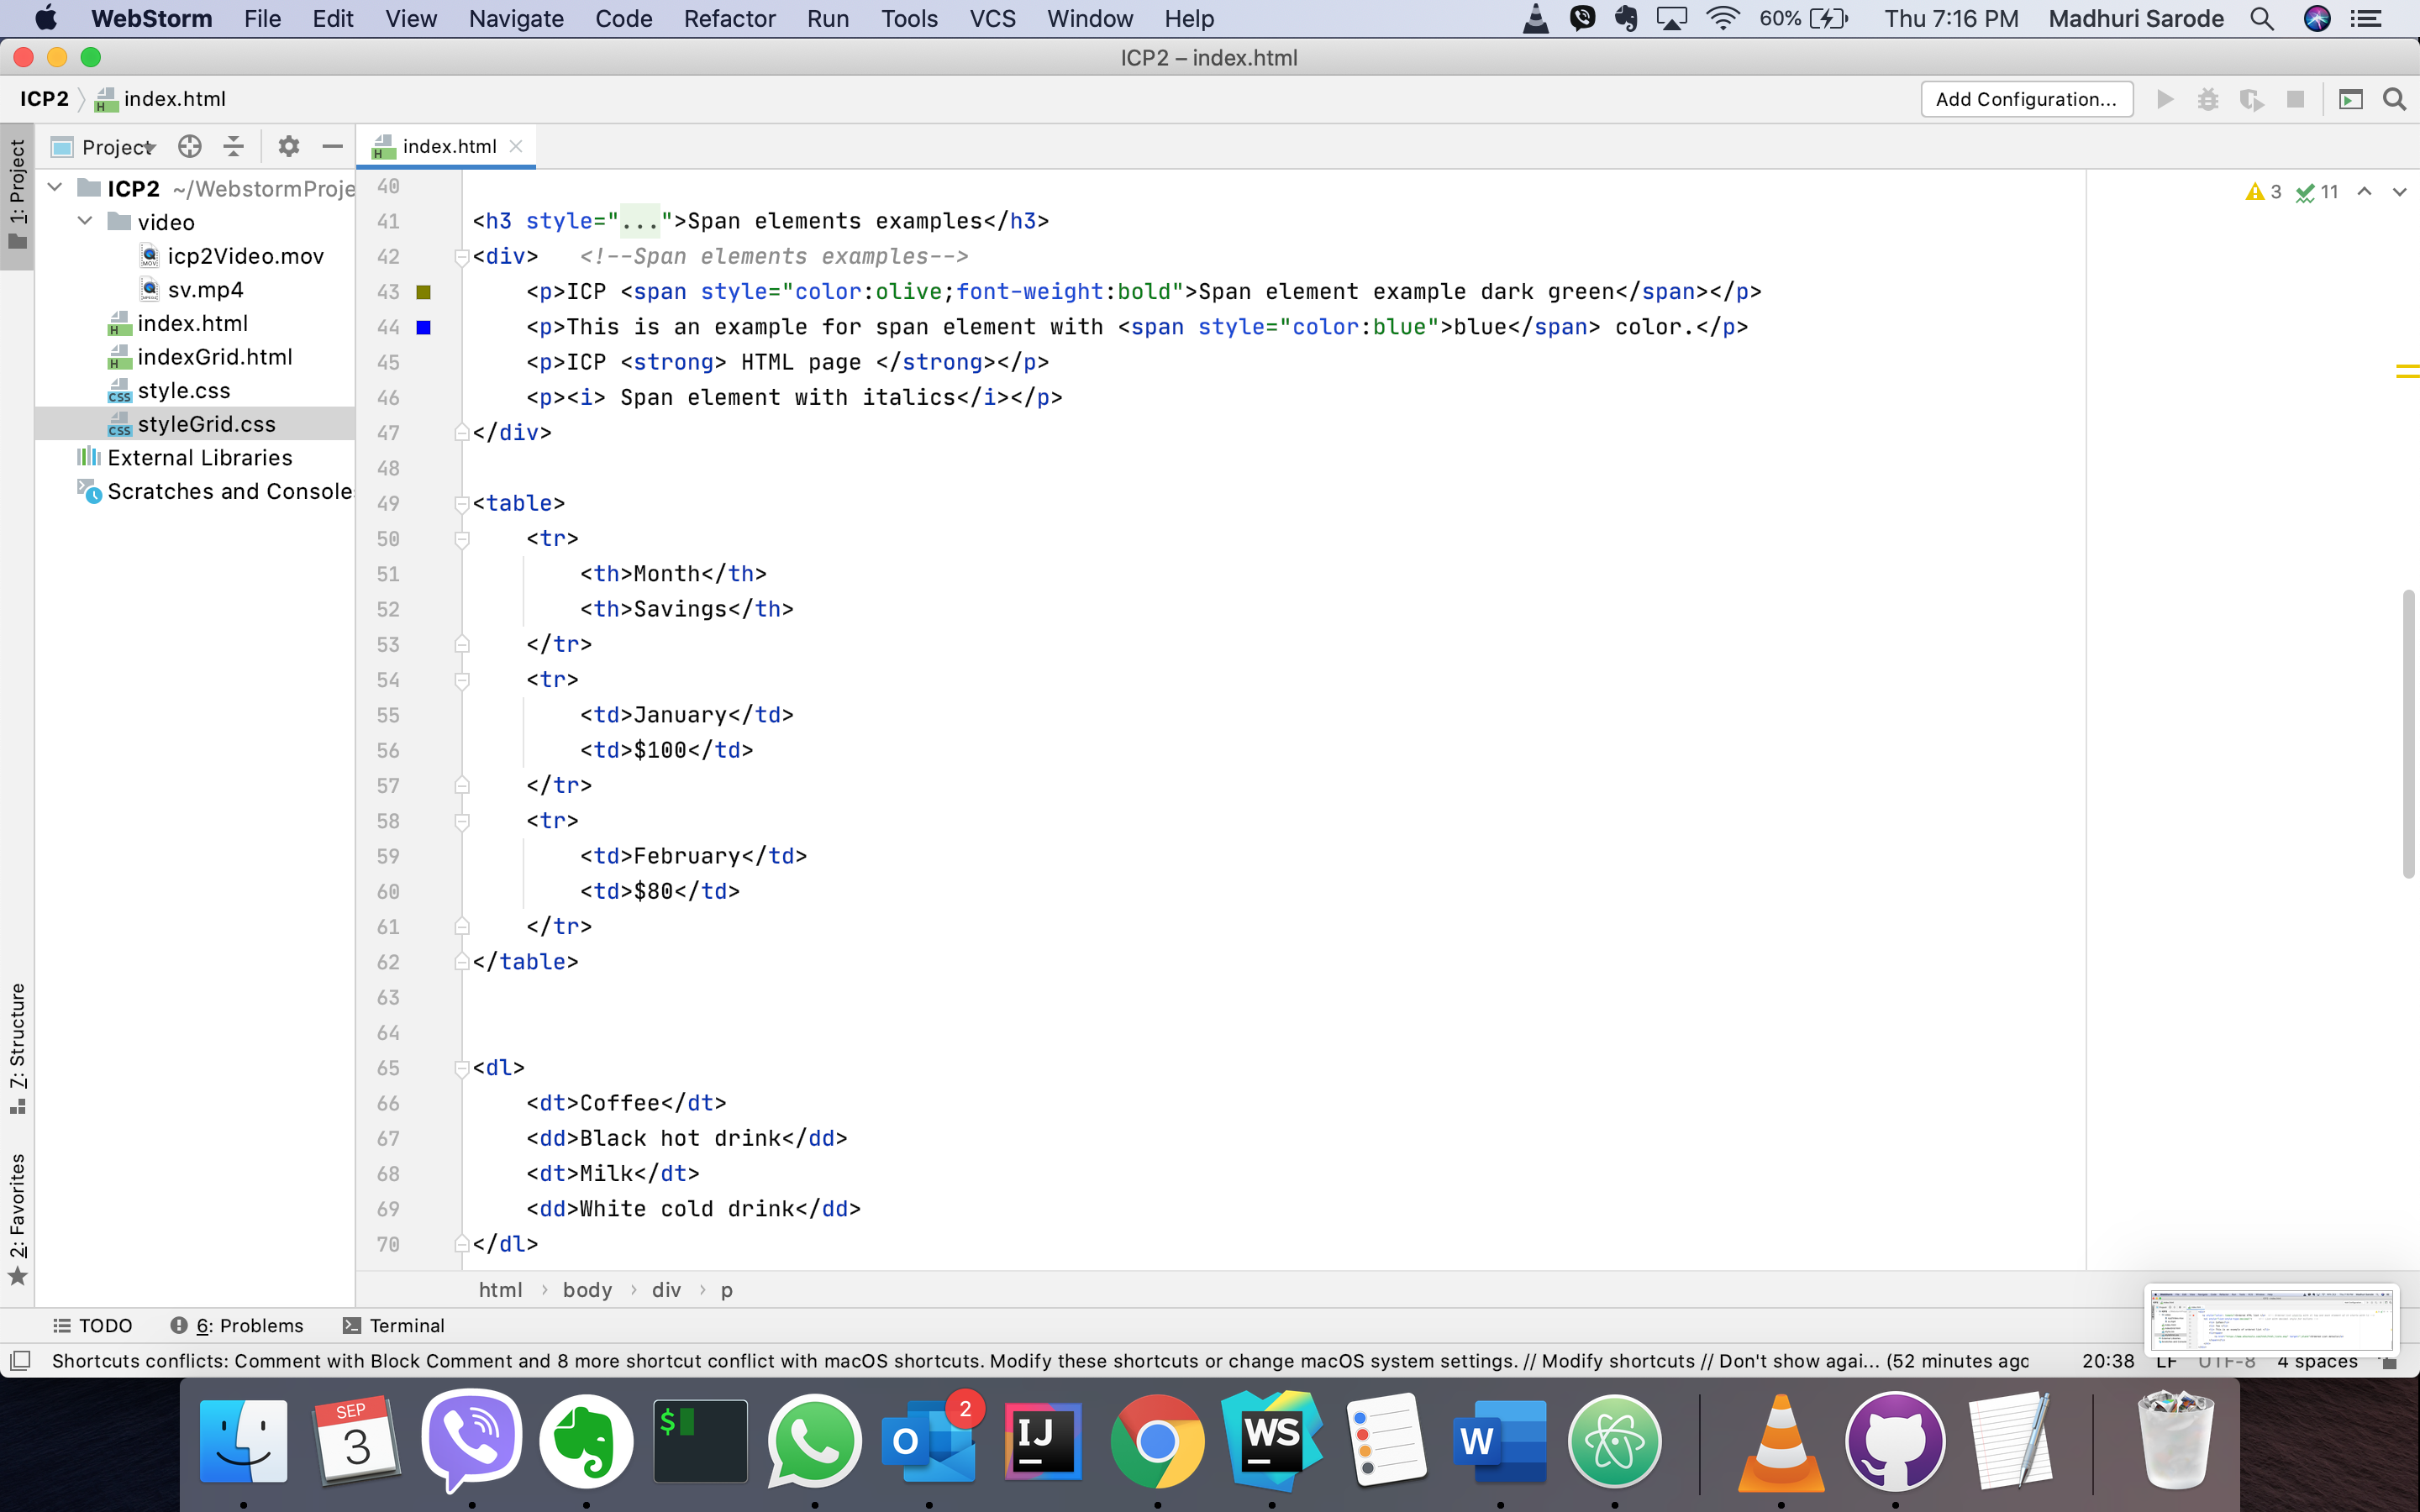 WebStorm File Edit View Navigate Code Refactor Run Tools VCS Window Help 60% Thu 7:16 PM Madhuri Sarode
ICP2 – index.html
ICP2 index.html Add Configuration...
1: Project
Project
index.html
ICP2 ~/WebstormProje
video
icp2Video.mov
sv.mp4
index.html
indexGrid.html
style.css
styleGrid.css
External Libraries
Scratches and Console
3 11
40
41 <h3 style="...">Span elements examples</h3>
42 <div> <!--Span elements examples-->
43 <p>ICP <span style="color:olive;font-weight:bold">Span element example dark green</span></p>
44 <p>This is an example for span element with <span style="color:blue">blue</span> color.</p>
45 <p>ICP <strong> HTML page </strong></p>
46 <p><i> Span element with italics</i></p>
47 </div>
48
49 <table>
50 <tr>
51 <th>Month</th>
52 <th>Savings</th>
53 </tr>
54 <tr>
55 <td>January</td>
56 <td>$100</td>
57 </tr>
58 <tr>
59 <td>February</td>
60 <td>$80</td>
61 </tr>
62 </table>
63
64
65 <dl>
66 <dt>Coffee</dt>
67 <dd>Black hot drink</dd>
68 <dt>Milk</dt>
69 <dd>White cold drink</dd>
70 </dl>
7: Structure
2: Favorites
html › body › div › p
TODO 6: Problems Terminal
Shortcuts conflicts: Comment with Block Comment and 8 more shortcut conflict with macOS shortcuts. Modify these shortcuts or change macOS system settings. // Modify shortcuts // Don't show agai... (52 minutes agc 20:38 LF UTF-8 4 spaces
SEP
3
$
O
2
IJ
WS
W